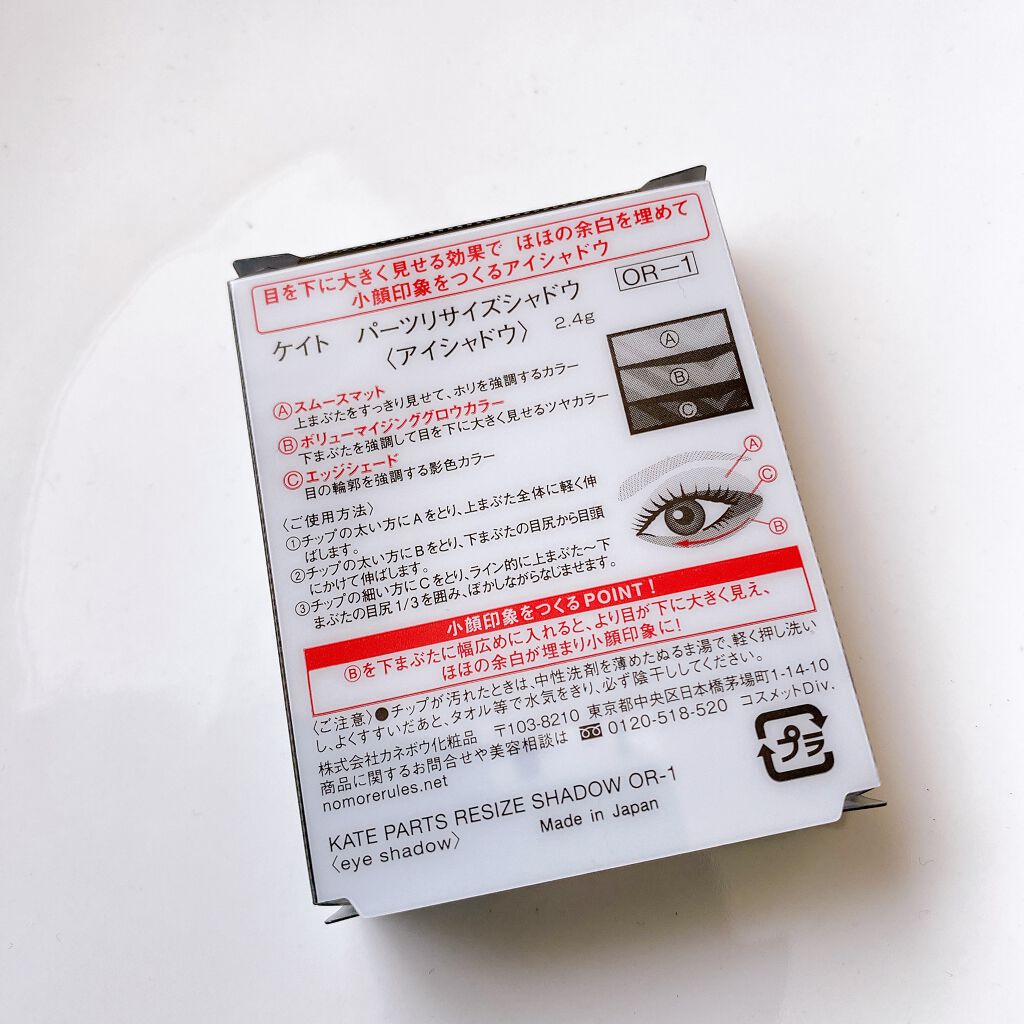 目を下に大きく見せる効果で ほほの余白を埋めて
小顔印象をつくるアイシャドウ
ケイト パーツリサイズシャドウ
〈アイシャドウ〉 2.4g
OR-1
Ⓐスムースマット
上まぶたをすっきり見せて、ホリを強調するカラー
Ⓑボリューマイジンググロウカラー
下まぶたを強調して目を下に大きく見せるツヤカラー
Ⓒエッジシェード
目の輪郭を強調する影色カラー
Ⓐ
Ⓑ
Ⓒ
〈ご使用方法〉
①チップの太い方にAをとり、上まぶた全体に軽く伸
ばします。
②チップの太い方にBをとり、下まぶたの目尻から目頭
にかけて伸ばします。
③チップの細い方にCをとり、ライン的に上まぶた〜下
まぶたの目尻1/3を囲み、ぼかしながらなじませます。
Ⓐ
Ⓒ
Ⓑ
小顔印象をつくるPOINT!
Ⓑを下まぶたに幅広めに入れると、より目が下に大きく見え、
ほほの余白が埋まり小顔印象に!
〈ご注意〉●チップが汚れたときは、中性洗剤を薄めたぬるま湯で、軽く押し洗い
し、よくすすいだあと、タオル等で水気をきり、必ず陰干ししてください。
株式会社カネボウ化粧品 〒103-8210 東京都中央区日本橋茅場町1-14-10
商品に関するお問合せや美容相談は 0120-518-520 コスメットDiv.
nomorerules.net
プラ
KATE PARTS RESIZE SHADOW OR-1
〈eye shadow〉 Made in Japan